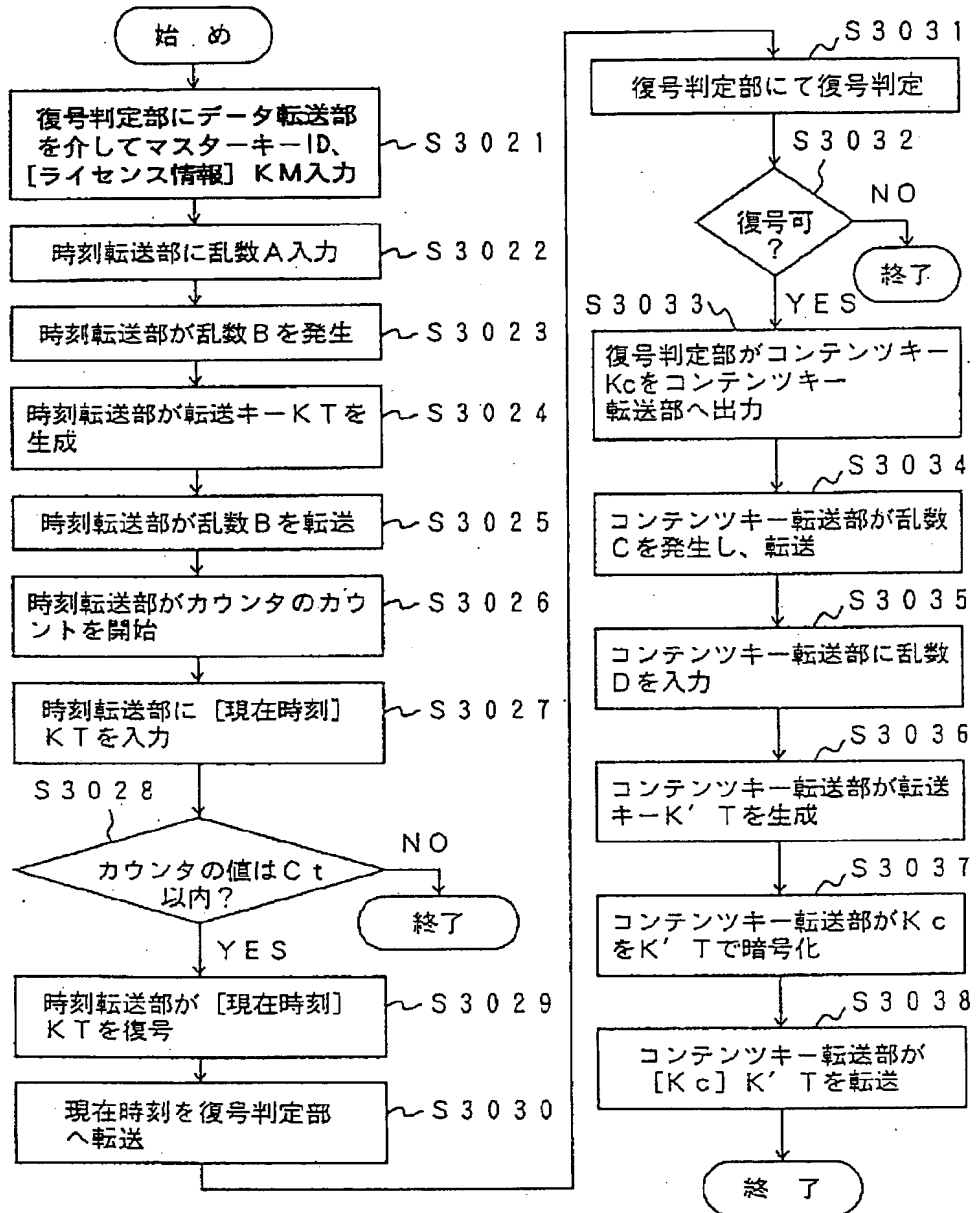 始め
復号判定部にデータ転送部
を介してマスターキーID、
[ライセンス情報] KM入力
S3021
時刻転送部に乱数A入力
S3022
時刻転送部が乱数Bを発生
S3023
時刻転送部が転送キーKTを
生成
S3024
時刻転送部が乱数Bを転送
S3025
時刻転送部がカウンタのカウ
ントを開始
S3026
時刻転送部に [現在時刻]
KTを入力
S3027
S3028
カウンタの値はCt
以内?
NO
終了
YES
時刻転送部が [現在時刻]
KTを復号
S3029
現在時刻を復号判定部
へ転送
S3030
S3031
復号判定部にて復号判定
S3032
復号可
?
NO
終了
YES
S3033
復号判定部がコンテンツキー
Kcをコンテンツキー
転送部へ出力
S3034
コンテンツキー転送部が乱数
Cを発生し、転送
S3035
コンテンツキー転送部に乱数
Dを入力
S3036
コンテンツキー転送部が転送
キーK′Tを生成
S3037
コンテンツキー転送部がKc
をK′Tで暗号化
S3038
コンテンツキー転送部が
[Kc] K′Tを転送
終了